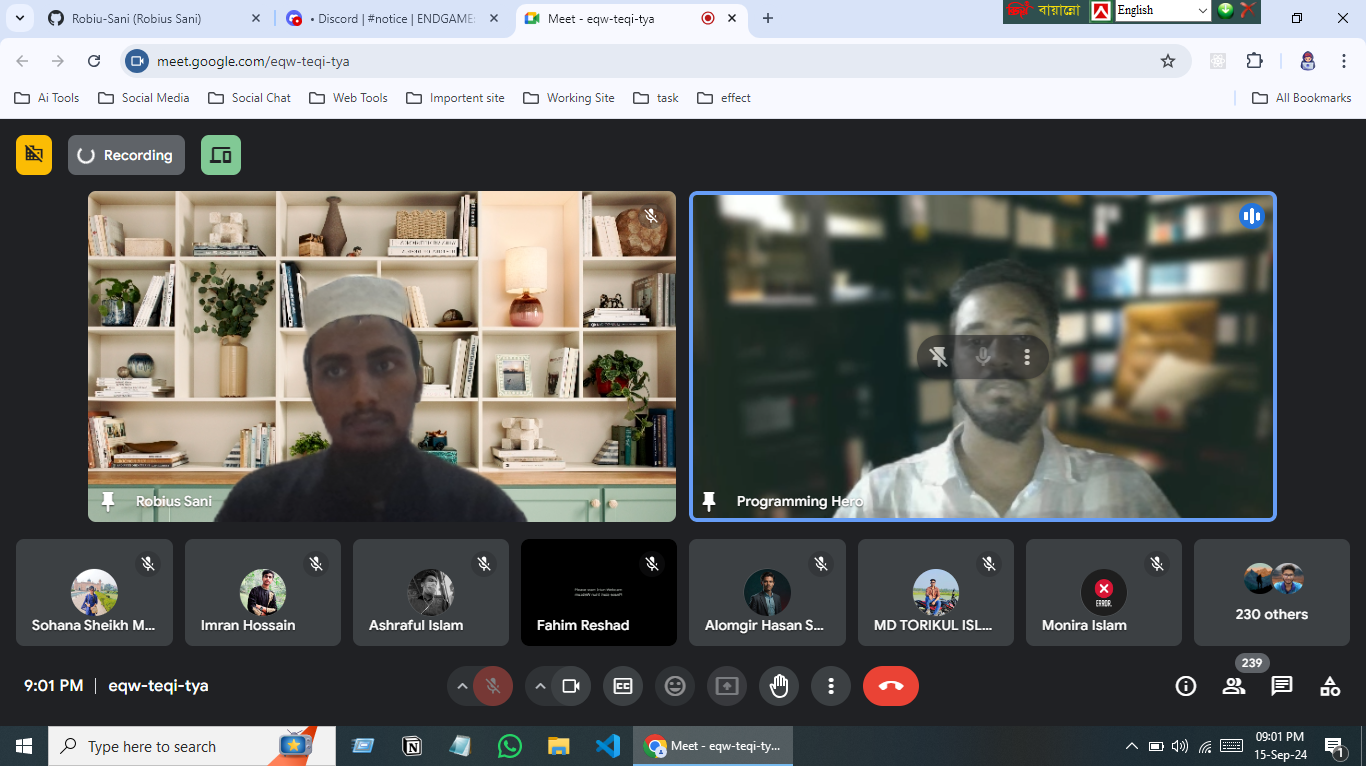 Robiu-Sani (Robius Sani)
• Discord | #notice | ENDGAME:
Meet - eqw-teqi-tya
বায়ান্নো
English
meet.google.com/eqw-teqi-tya
Ai Tools
Social Media
Social Chat
Web Tools
Importent site
Working Site
task
effect
All Bookmarks
Recording
Robius Sani
Programming Hero
Sohana Sheikh M...
Imran Hossain
Ashraful Islam
Fahim Reshad
Alomgir Hasan S...
MD TORIKUL ISL...
ERROR.
Monira Islam
230 others
9:01 PM | eqw-teqi-tya
239
Type here to search
Meet - eqw-teqi-ty...
09:01 PM
15-Sep-24
1